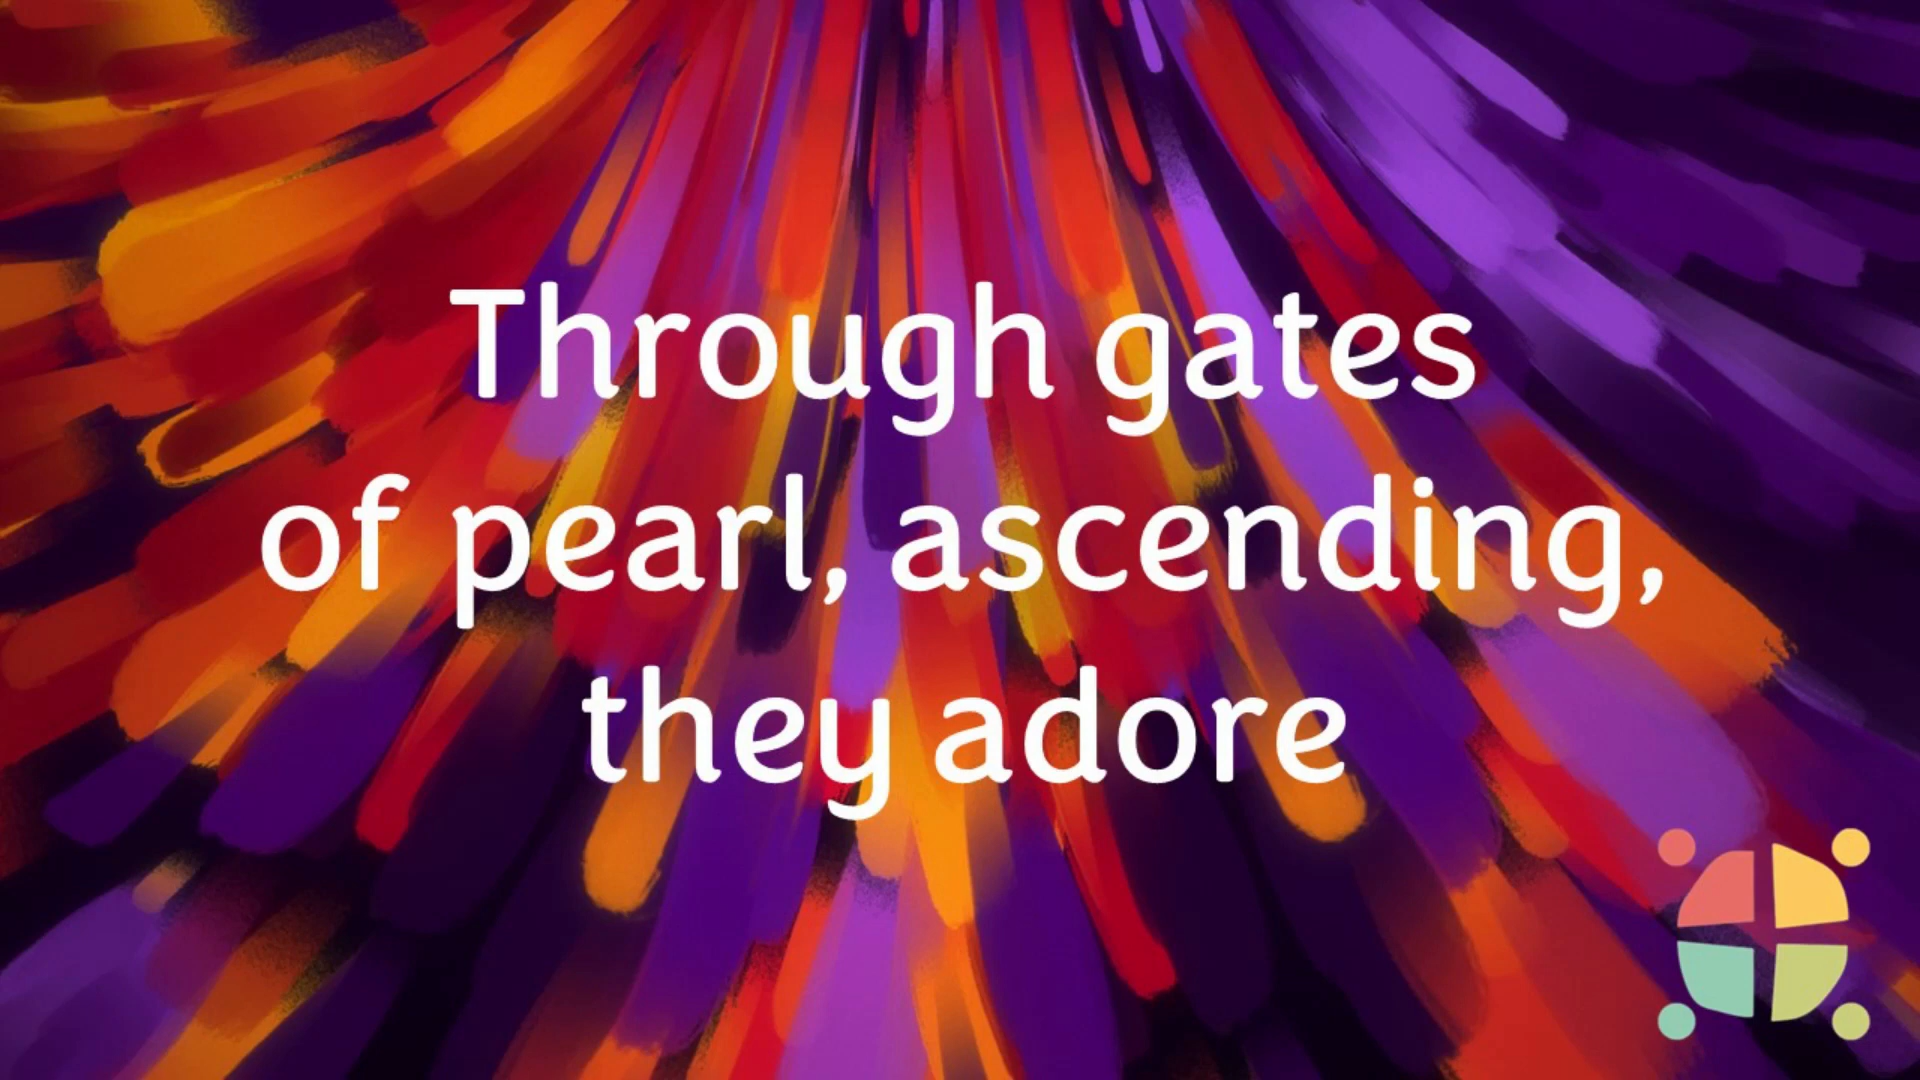 Through gates
of pearl, ascending,
they adore